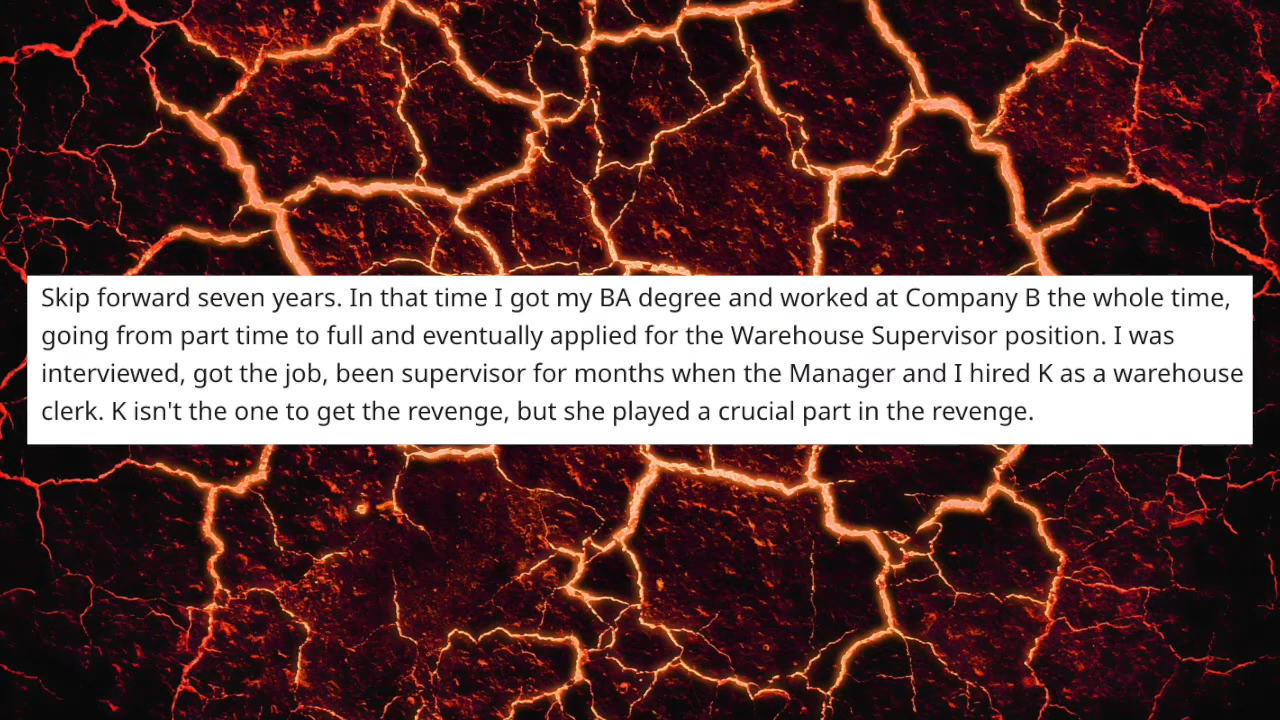 Skip forward seven years. In that time I got my BA degree and worked at Company B the whole time,
going from part time to full and eventually applied for the Warehouse Supervisor position. I was
interviewed, got the job, been supervisor for months when the Manager and I hired K as a warehouse
clerk. K isn't the one to get the revenge, but she played a crucial part in the revenge.